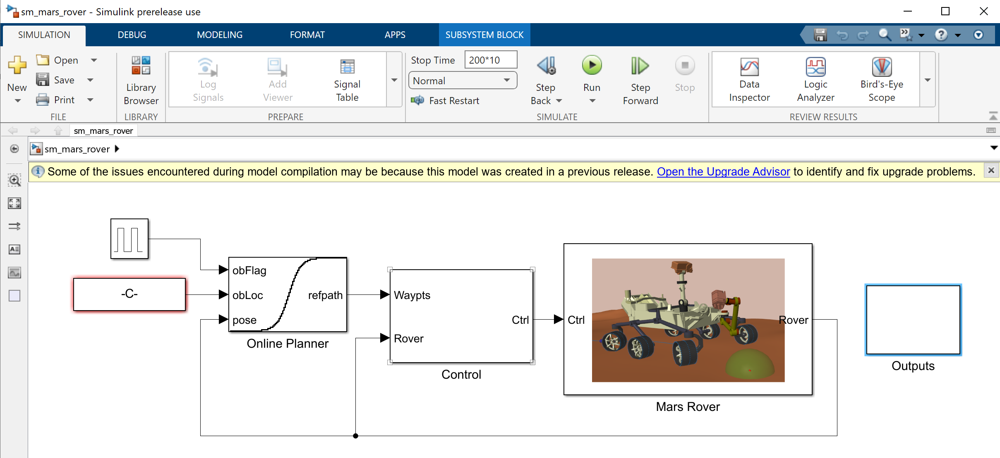 sm_mars_rover - Simulink prerelease use
SIMULATION DEBUG MODELING FORMAT APPS SUBSYSTEM BLOCK
New
Open
Save
Print
FILE
Library
Browser
LIBRARY
Log
Signals
Add
Viewer
Signal
Table
PREPARE
Stop Time 200*10
Normal
Fast Restart
Step
Back
Run
Step
Forward
Stop
SIMULATE
Data
Inspector
Logic
Analyzer
Bird's-Eye
Scope
REVIEW RESULTS
sm_mars_rover
sm_mars_rover
Some of the issues encountered during model compilation may be because this model was created in a previous release. Open the Upgrade Advisor to identify and fix upgrade problems.
-C-
obFlag
obLoc
pose
refpath
Online Planner
Waypts
Rover
Ctrl
Control
Ctrl
Rover
Mars Rover
Outputs